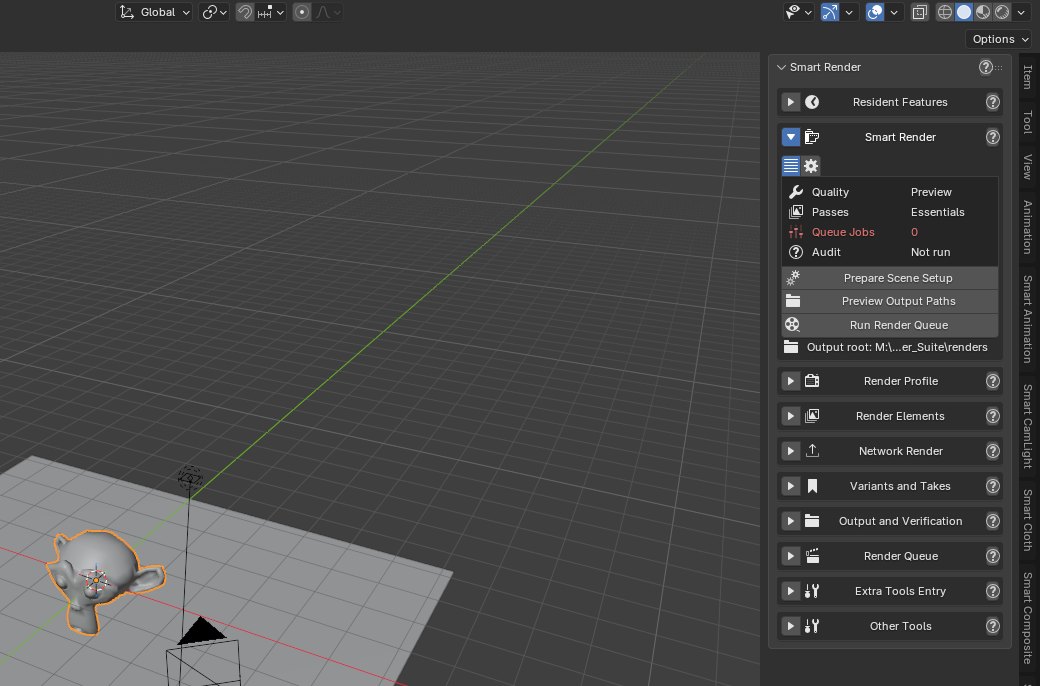 Global
Options
Smart Render
Resident Features
Smart Render
Quality Preview
Passes Essentials
Queue Jobs 0
Audit Not run
Prepare Scene Setup
Preview Output Paths
Run Render Queue
Output root: M:\...er_Suite\renders
Render Profile
Render Elements
Network Render
Variants and Takes
Output and Verification
Render Queue
Extra Tools Entry
Other Tools
Item
Tool
View
Animation
Smart Animation
Smart CamLight
Smart Cloth
Smart Composite